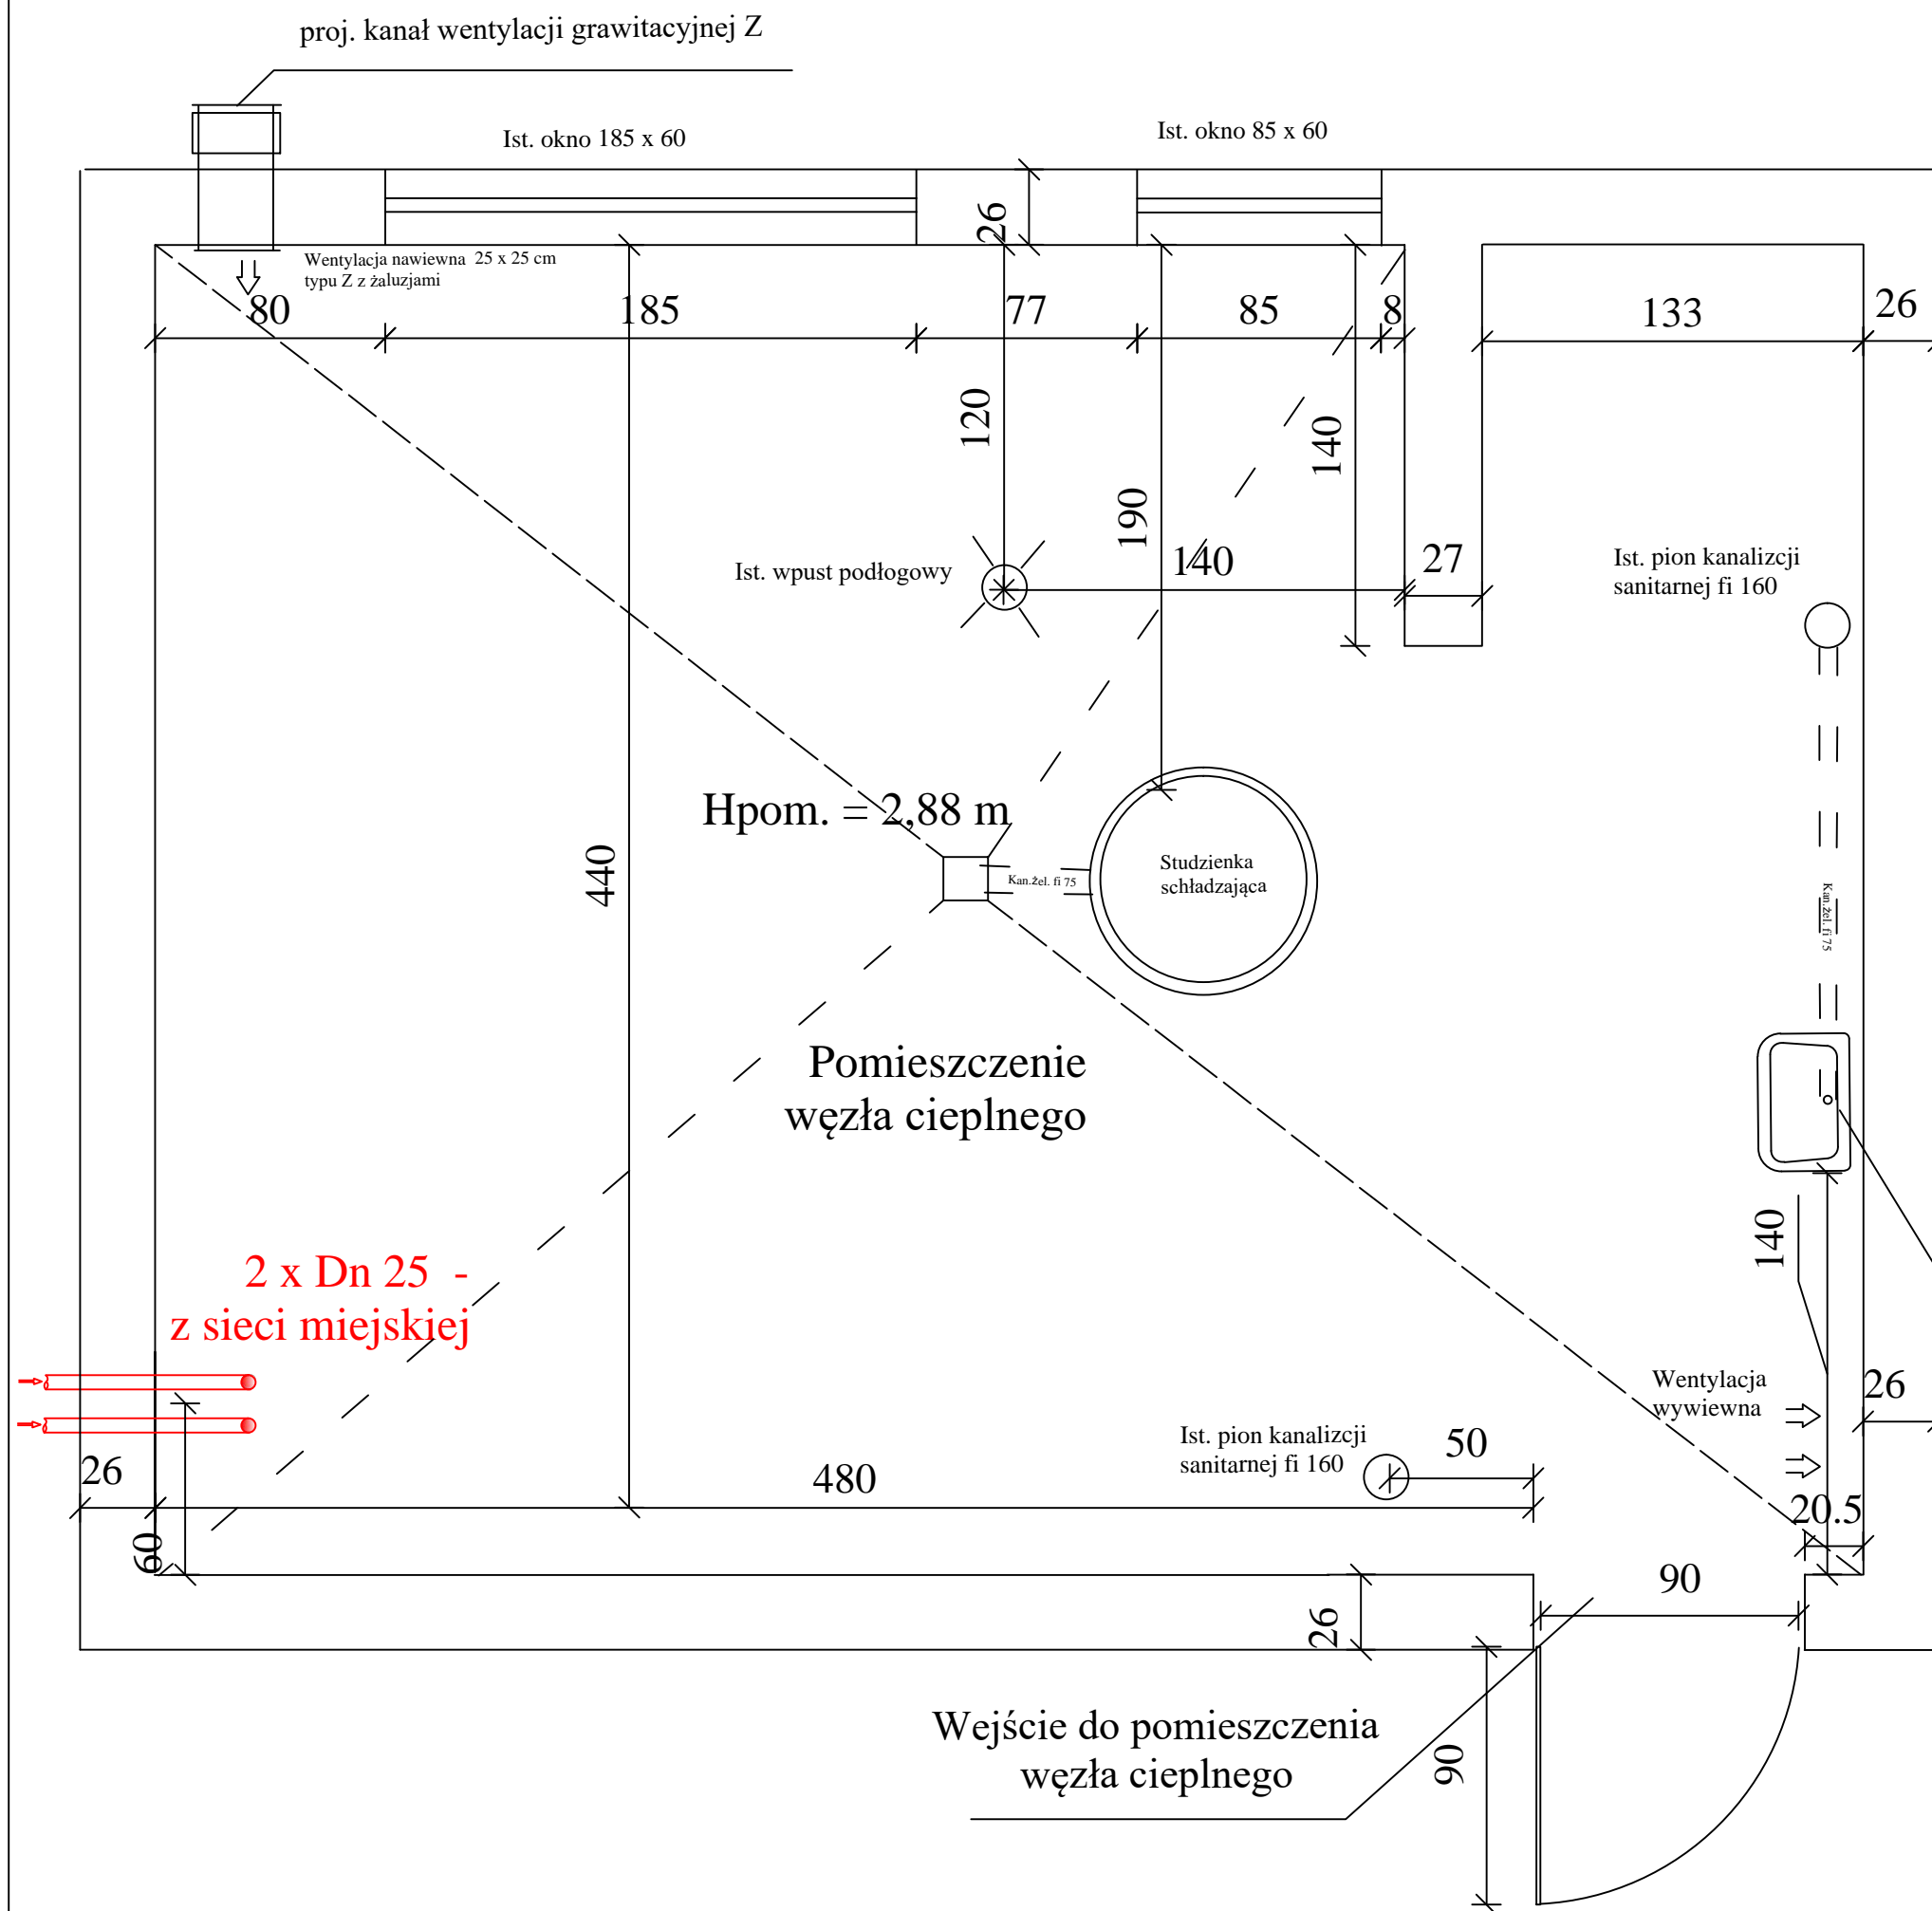 proj. kanał wentylacji grawitacyjnej Z
Ist. okno 185 x 60
Ist. okno 85 x 60
26
Wentylacja nawiewna 25 x 25 cm
typu Z z żaluzjami
80
185
77
85
8
133
26
120
140
190
140
27
Ist. wpust podłogowy
Ist. pion kanalizcji
sanitarnej fi 160
Hpom. = 2,88 m
440
Kan.żel. fi 75
Studzienka
schładzająca
Kan.żel. fi 75
Pomieszczenie
węzła cieplnego
140
2 x Dn 25 -
z sieci miejskiej
Wentylacja
wywiewna
26
Ist. pion kanalizcji
sanitarnej fi 160
50
26
480
20.5
60
90
26
Wejście do pomieszczenia
węzła cieplnego
90